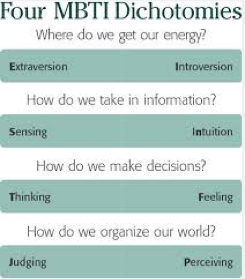 Four MBTI Dichotomies
Where do we get our energy?
Extraversion Introversion
How do we take in information?
Sensing Intuition
How do we make decisions?
Thinking Feeling
How do we organize our world?
Judging Perceiving